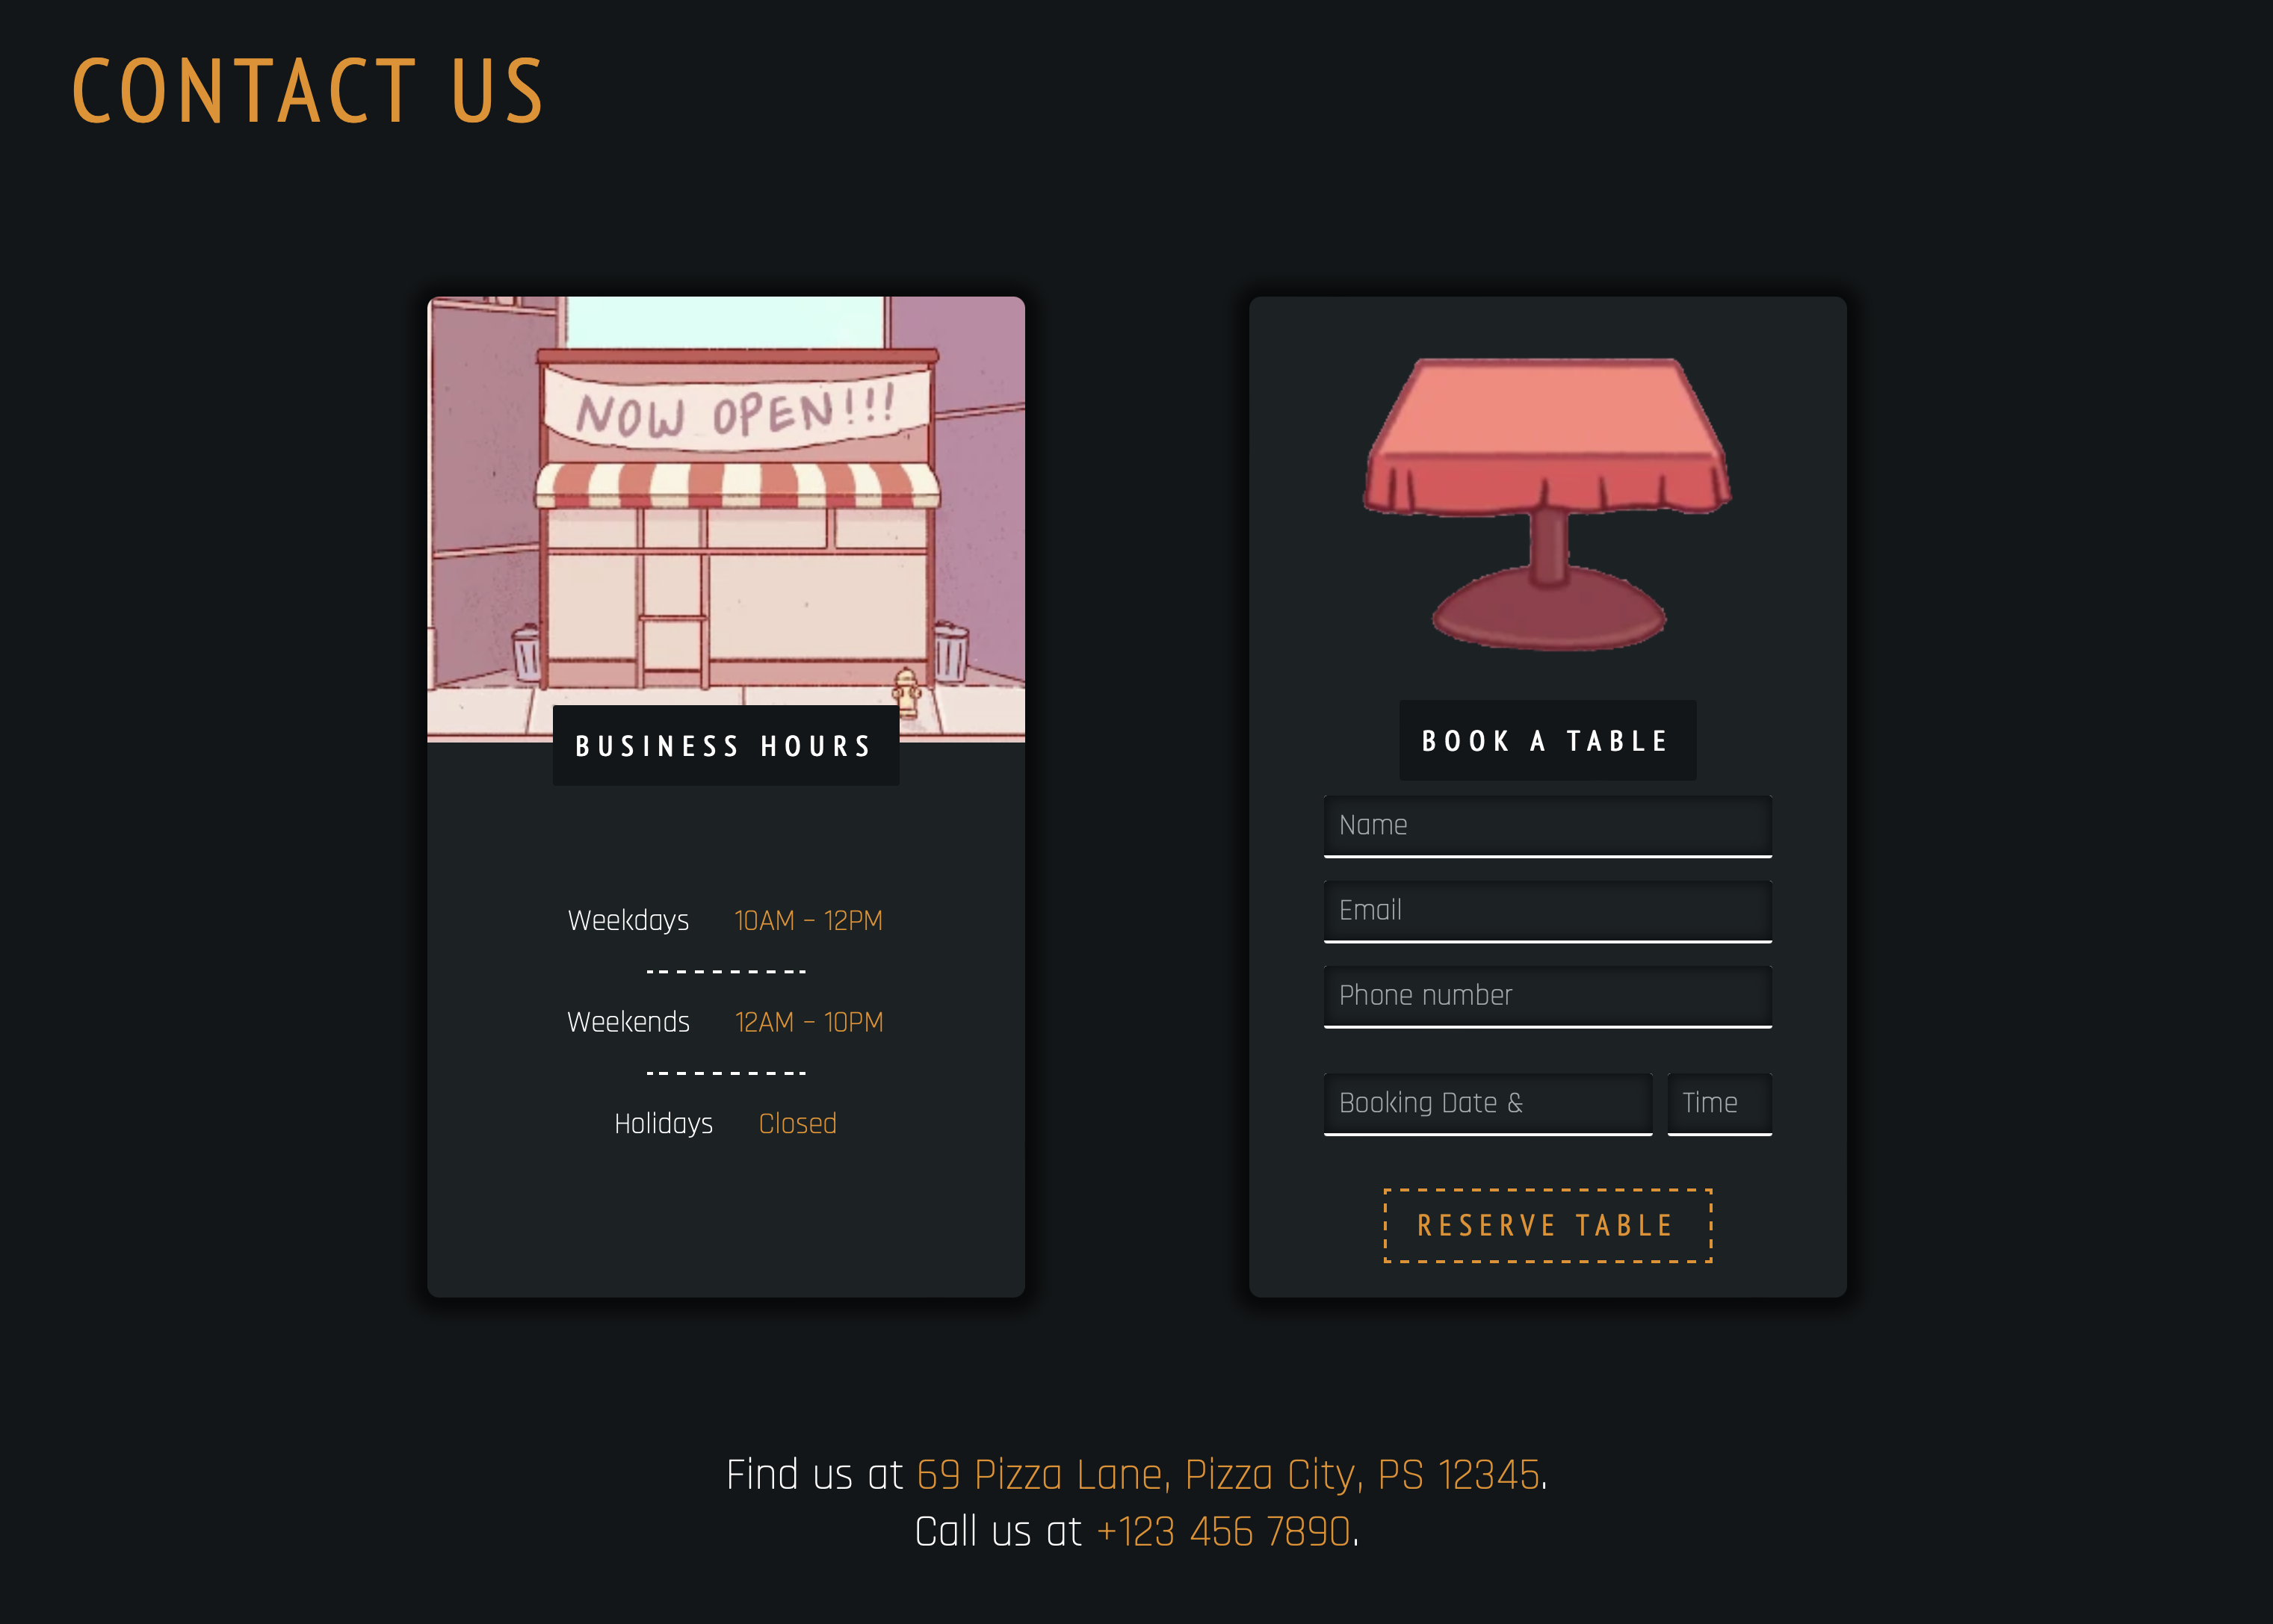 CONTACT US
NOW OPEN!!!
BUSINESS HOURS
Weekdays 10AM - 12PM
Weekends 12AM - 10PM
Holidays Closed
BOOK A TABLE
Name
Email
Phone number
Booking Date & Time
RESERVE TABLE
Find us at 69 Pizza Lane, Pizza City, PS 12345.
Call us at +123 456 7890.